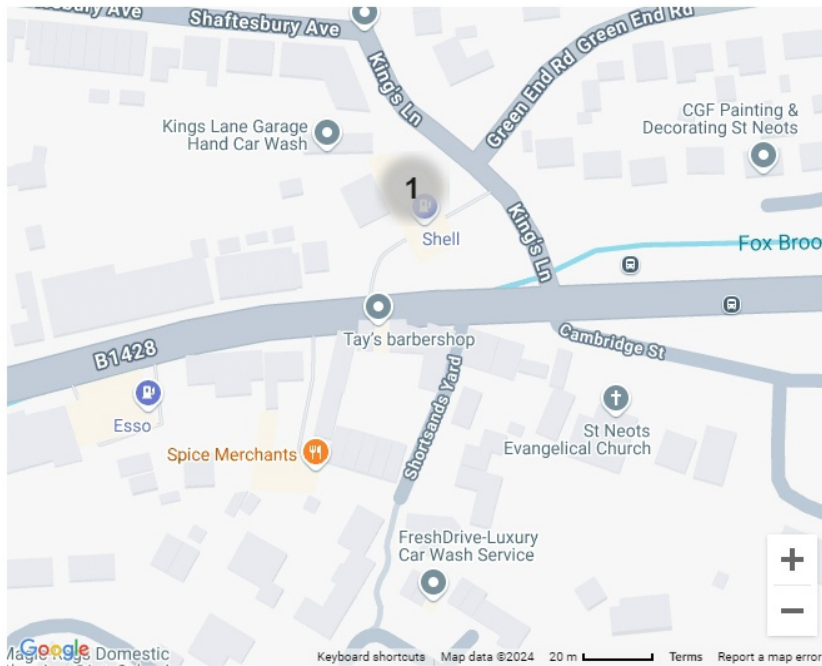 Shaftesbury Ave
King's Ln
Green End Rd
Green End Rd
Kings Lane Garage
Hand Car Wash
CGF Painting &
Decorating St Neots
1
Shell
King's Ln
Fox Broo
Tay's barbershop
B1428
Cambridge St
Esso
Shortsands Yard
Spice Merchants
St Neots
Evangelical Church
FreshDrive-Luxury
Car Wash Service
+
−
Google
Domestic
Keyboard shortcuts
Map data ©2024
20 m
Terms
Report a map error